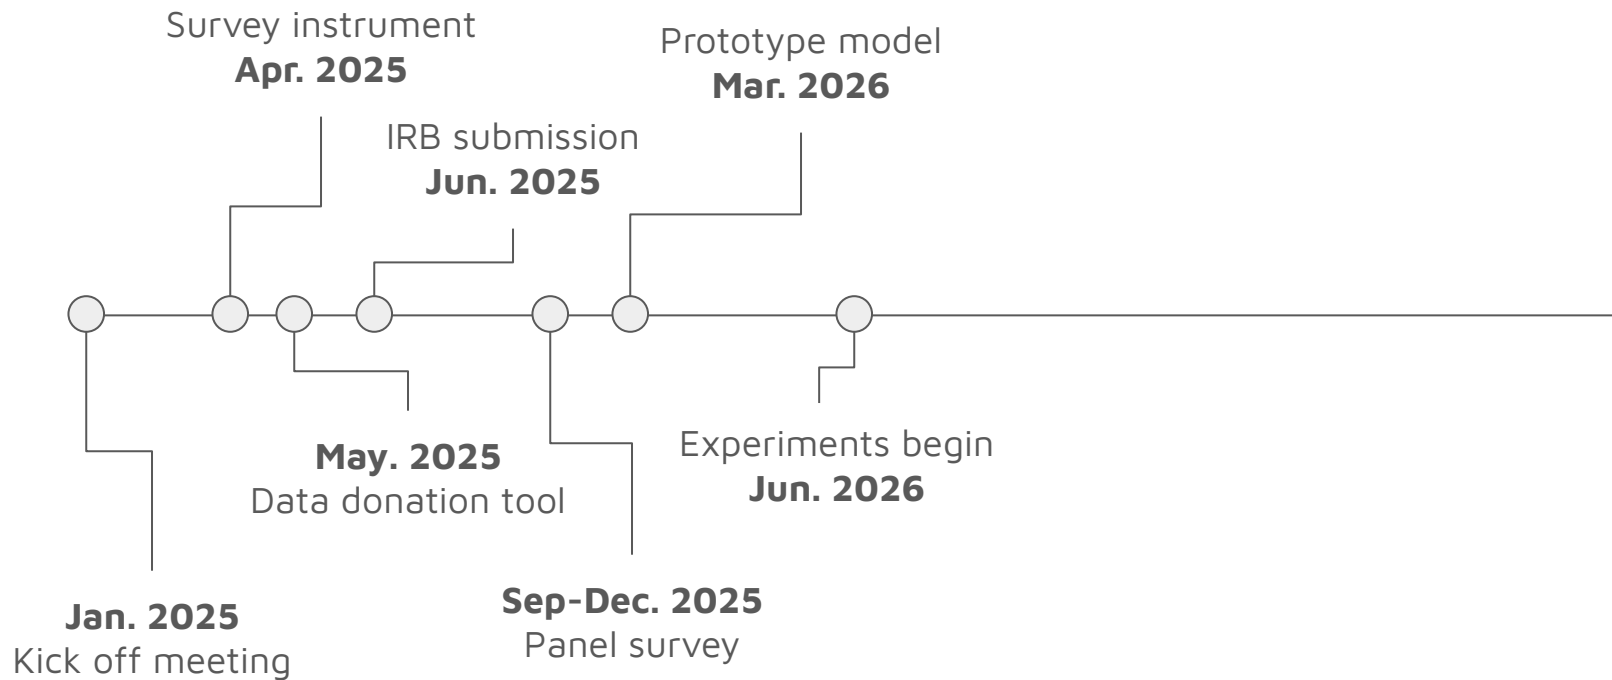 Survey instrument
Apr. 2025
Prototype model
Mar. 2026
IRB submission
Jun. 2025
May. 2025
Data donation tool
Experiments begin
Jun. 2026
Jan. 2025
Kick off meeting
Sep-Dec. 2025
Panel survey